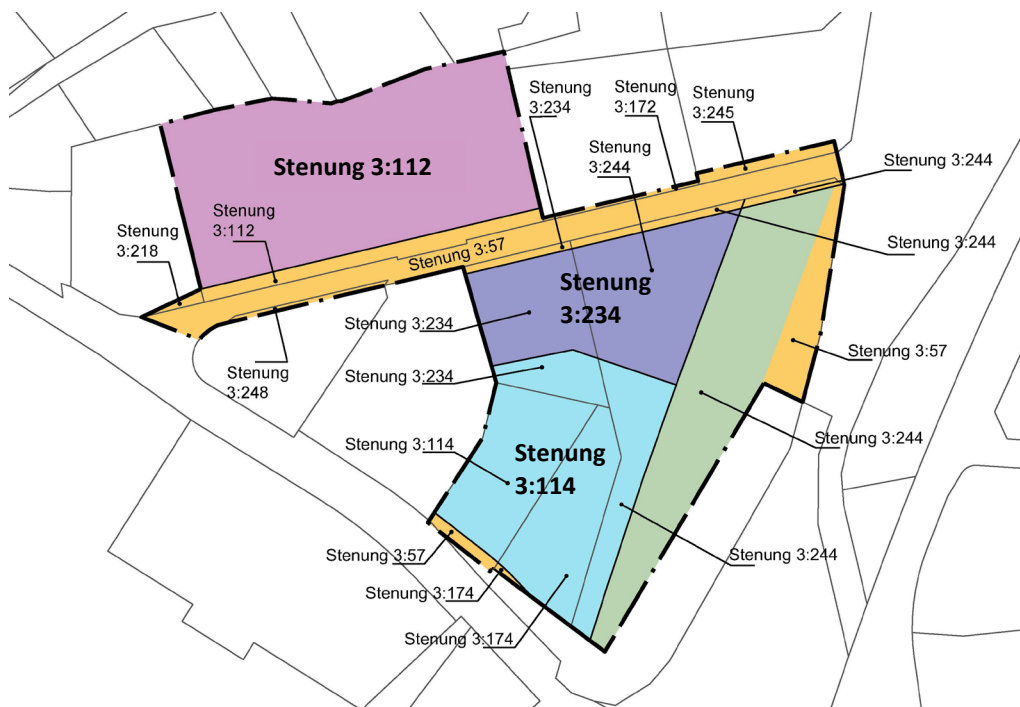 Stenung
3:234
Stenung
3:172
Stenung
3:245
Stenung
3:244
Stenung 3:112
Stenung 3:244
Stenung
3:112
Stenung
3:218
Stenung 3:57
Stenung 3:244
Stenung
3:234
Stenung 3:234
Stenung 3:57
Stenung
3:248
Stenung 3:234
Stenung 3:114
Stenung
3:114
Stenung 3:244
Stenung 3:57
Stenung 3:244
Stenung 3:174
Stenung 3:174